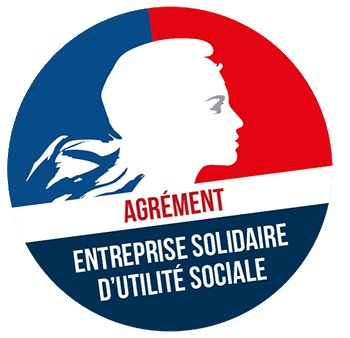 AGRÉMENT
ENTREPRISE SOLIDAIRE
D'UTILITÉ SOCIALE